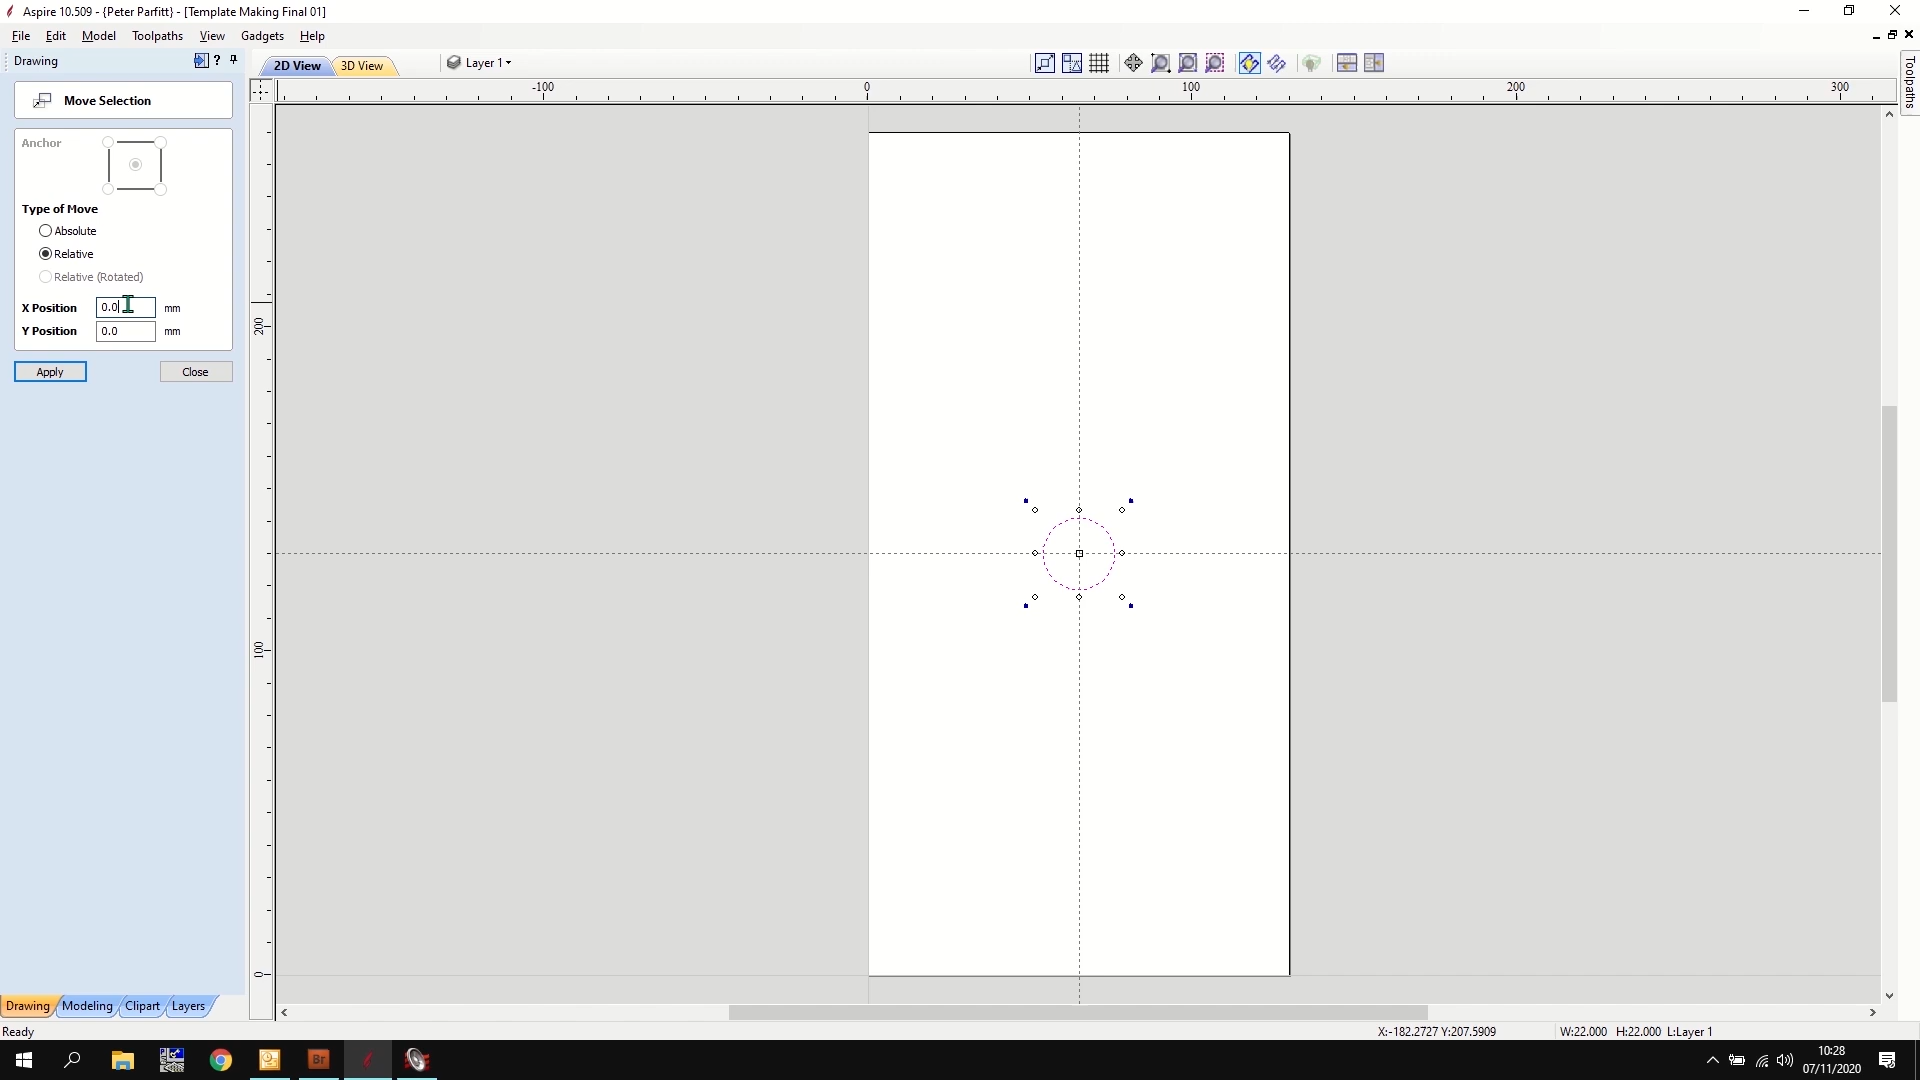 Aspire 10.509 - {Peter Parfitt} - [Template Making Final 01]
File Edit Model Toolpaths View Gadgets Help
Drawing ?
2D View 3D View Layer 1
Toolpaths
-100 0 100 200 300
Move Selection
Anchor
Type of Move
Absolute
Relative
Relative (Rotated)
X Position 0.0 mm
Y Position 0.0 mm
Apply Close
200
100
0
Drawing Modeling Clipart Layers
Ready X:-182.2727 Y:207.5909 W:22.000 H:22.000 L:Layer 1
Br
10:28
07/11/2020